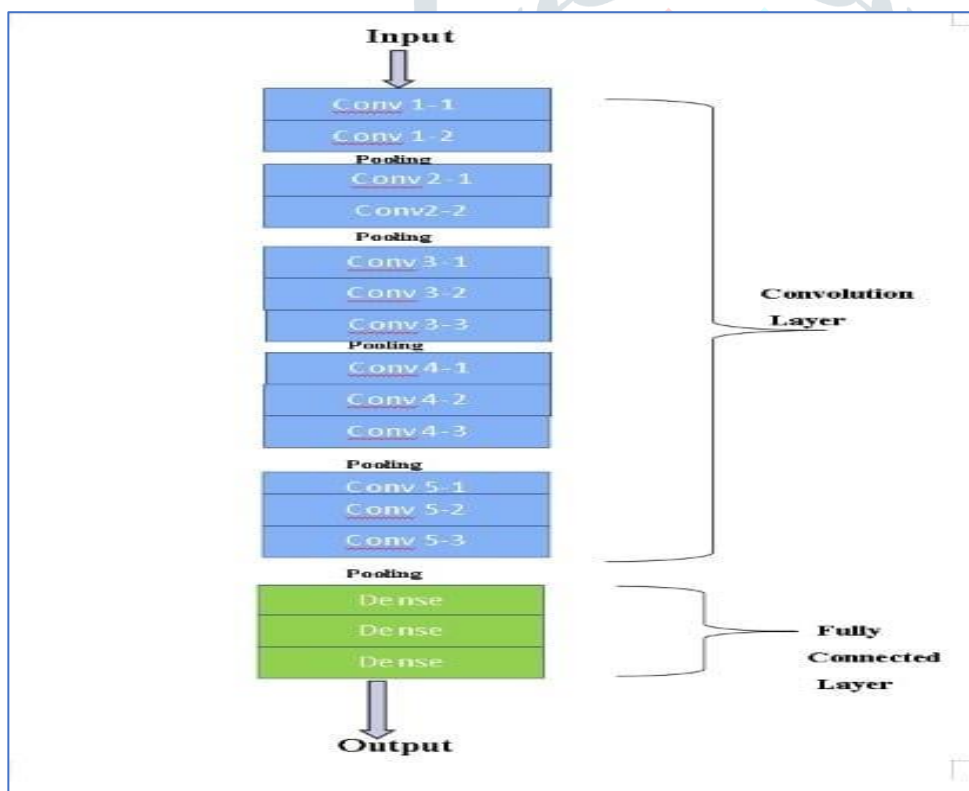 Input
Conv 1-1
Conv 1-2
Pooling
Conv 2-1
Conv2-2
Pooling
Conv 3-1
Conv 3-2
Conv 3-3
Pooling
Conv 4-1
Conv 4-2
Conv 4-3
Pooling
Conv 5-1
Conv 5-2
Conv 5-3
Pooling
Dense
Dense
Dense
Output
Convolution
Layer
Fully
Connected
Layer